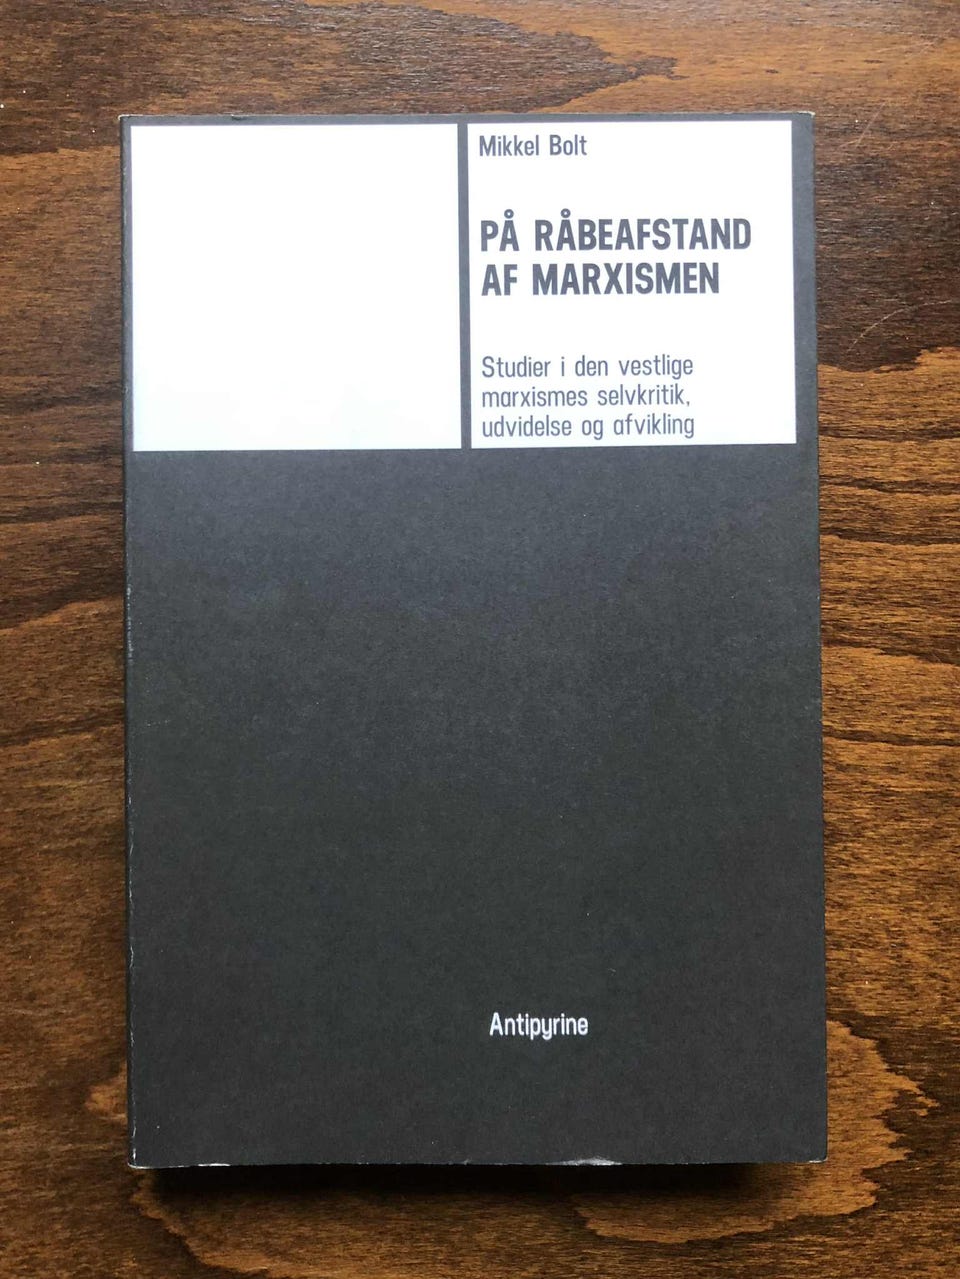 Mikkel Bolt
PÅ RÅBEAFSTAND
AF MARXISMEN
Studier i den vestlige
marxismes selvkritik,
udvidelse og afvikling
Antipyrine